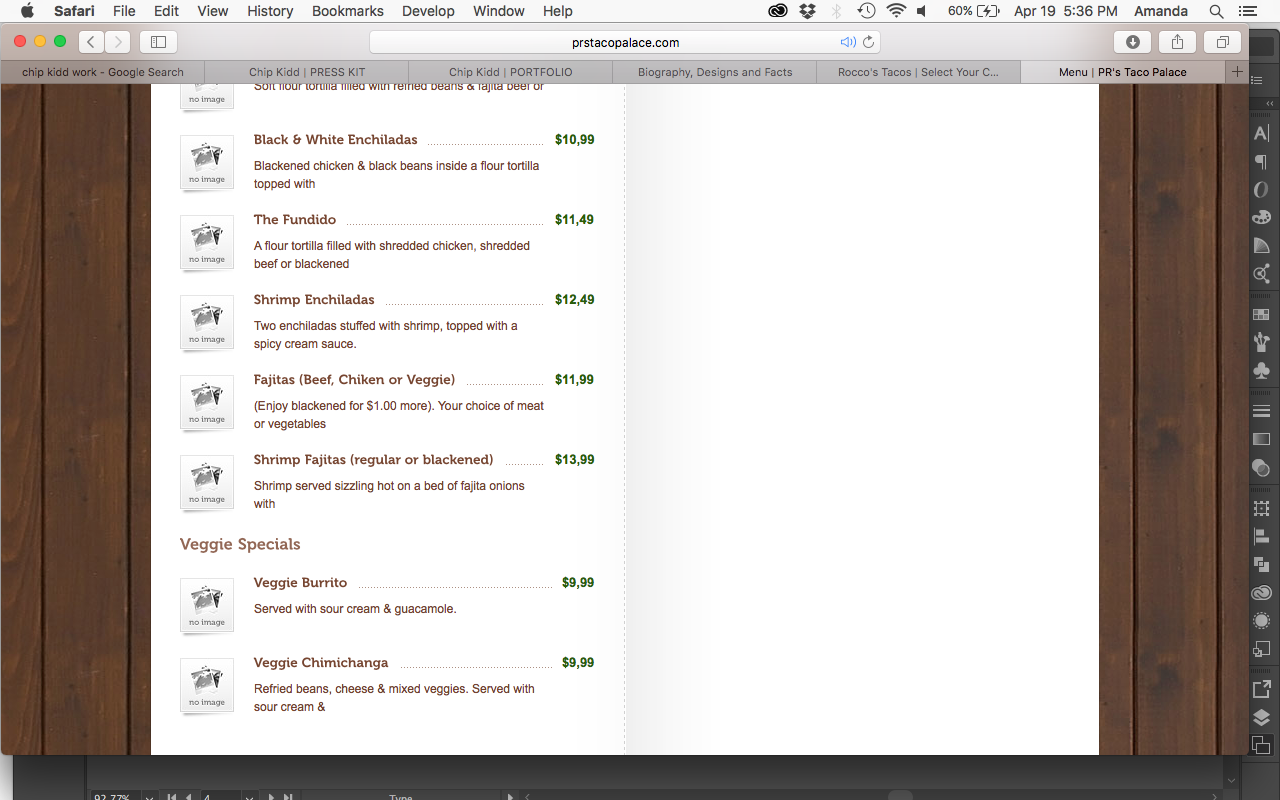 Safari File Edit View History Bookmarks Develop Window Help 60% Apr 19 5:36 PM Amanda
prstacopalace.com
chip kidd work - Google Search Chip Kidd | PRESS KIT Chip Kidd | PORTFOLIO Biography, Designs and Facts Rocco's Tacos | Select Your C... Menu | PR's Taco Palace
no image
Soft flour tortilla filled with refried beans & fajita beef or
Black & White Enchiladas $10,99
Blackened chicken & black beans inside a flour tortilla
topped with
no image
The Fundido $11,49
A flour tortilla filled with shredded chicken, shredded
beef or blackened
no image
Shrimp Enchiladas $12,49
Two enchiladas stuffed with shrimp, topped with a
spicy cream sauce.
no image
Fajitas (Beef, Chiken or Veggie) $11,99
(Enjoy blackened for $1.00 more). Your choice of meat
or vegetables
no image
Shrimp Fajitas (regular or blackened) $13,99
Shrimp served sizzling hot on a bed of fajita onions
with
no image
Veggie Specials
Veggie Burrito $9,99
Served with sour cream & guacamole.
no image
Veggie Chimichanga $9,99
Refried beans, cheese & mixed veggies. Served with
sour cream &
no image
92.77% 4 Type